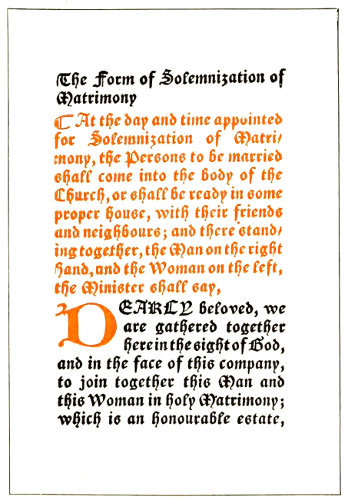 The Form of Solemnization of
Matrimony
☾ At the day and time appointed
for Solemnization of Matri/
mony, the Persons to be married
shall come into the body of the
Church, or shall be ready in some
proper house, with their friends
and neighbours; and there stand/
ing together, the Man on the right
hand, and the Woman on the left,
the Minister shall say,
DEARLY beloved, we
are gathered together
here in the sight of God,
and in the face of this company,
to join together this Man and
this Woman in holy Matrimony;
which is an honourable estate,